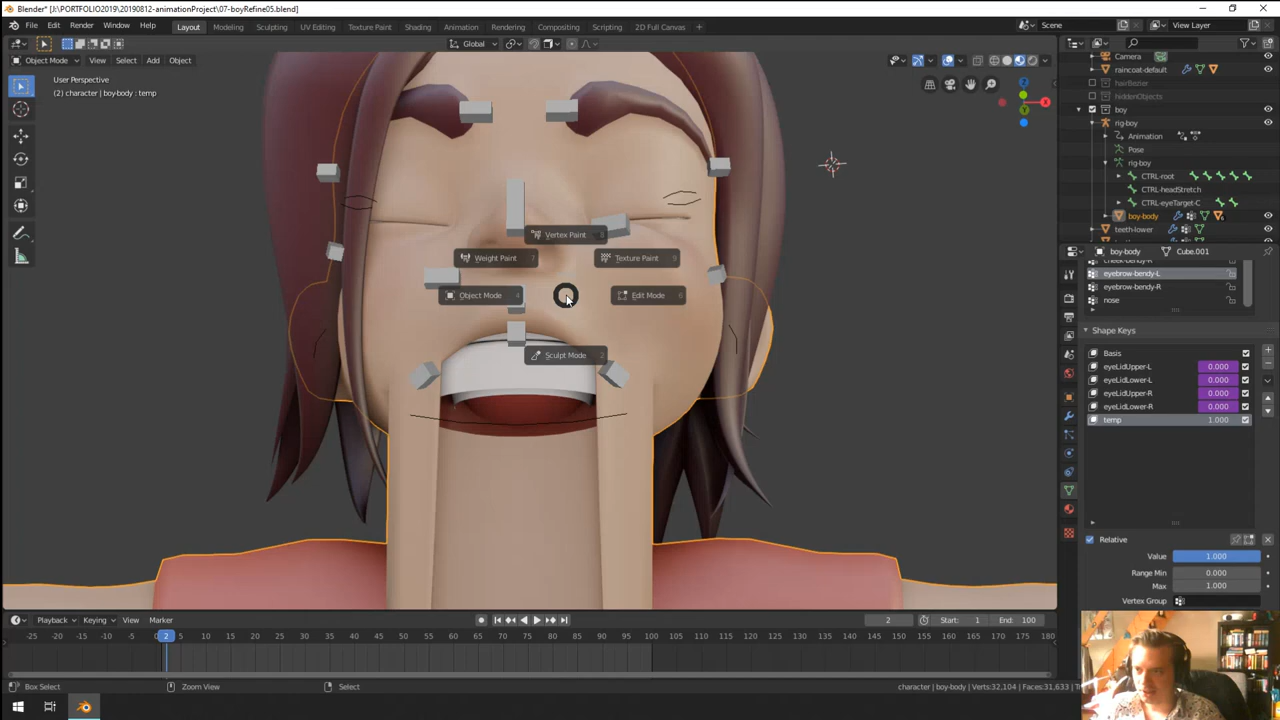 Blender* [J:\PORTFOLIO2019\20190812-animationProject\07-boyRefine05.blend]
File Edit Render Window Help Layout Modeling Sculpting UV Editing Texture Paint Shading Animation Rendering Compositing Scripting 2D Full Canvas + Scene View Layer
Global
Object Mode View Select Add Object
User Perspective
(2) character | boy-body : temp
Camera
raincoat-default
hairBezier
hiddenObjects
boy
rig-boy
Animation
Pose
rig-boy
CTRL-root
CTRL-headStretch
CTRL-eyeTarget-C
boy-body
teeth-lower
Z
X
Y
Vertex Paint 8
Weight Paint 7
Texture Paint 9
Object Mode 4
Edit Mode 6
Sculpt Mode 2
boy-body Cube.001
cheek-bendy-R
eyebrow-bendy-L
eyebrow-bendy-R
nose
Shape Keys
Basis
eyeLidUpper-L 0.000
eyeLidLower-L 0.000
eyeLidUpper-R 0.000
eyeLidLower-R 0.000
temp 1.000
Relative
Value 1.000
Range Min 0.000
Max 1.000
Vertex Group
Playback Keying View Marker 2 Start: 1 End: 100
-25 -20 -15 -10 -5 2 5 10 15 20 25 30 35 40 45 50 55 60 65 70 75 80 85 90 95 100 105 110 115 120 125 130 135 140 145 150 155 160 165 170 175 180
Box Select Zoom View Select character | boy-body | Verts:32,104 | Faces:31,633